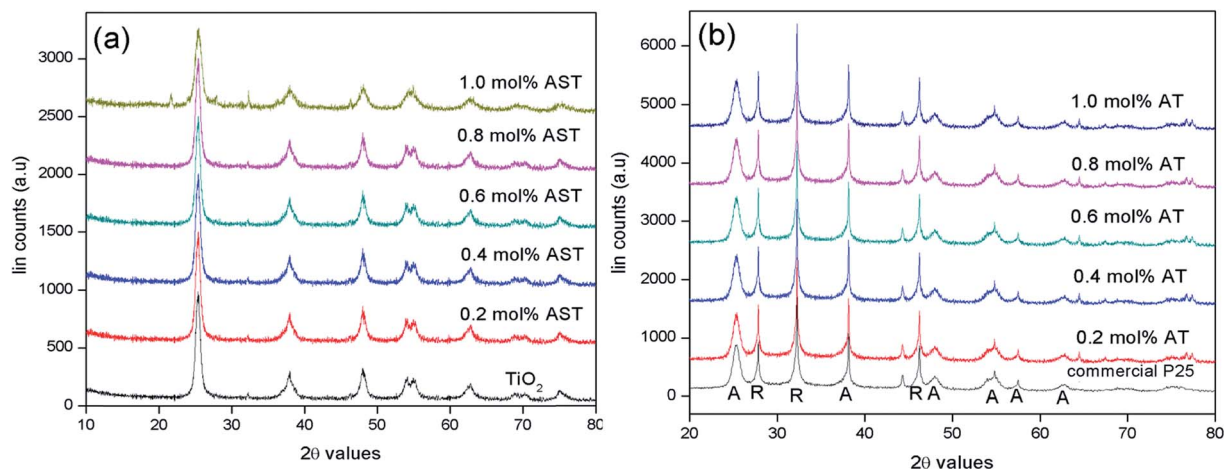 (a)
3000
2500
2000
1500
1000
500
0
lin counts (a.u)
1.0 mol% AST
0.8 mol% AST
0.6 mol% AST
0.4 mol% AST
0.2 mol% AST
TiO2
10 20 30 40 50 60 70 80
2θ values
(b)
6000
5000
4000
3000
2000
1000
0
lin counts (a.u)
1.0 mol% AT
0.8 mol% AT
0.6 mol% AT
0.4 mol% AT
0.2 mol% AT
commercial P25
A R R A R A A A A
20 30 40 50 60 70 80
2θ values